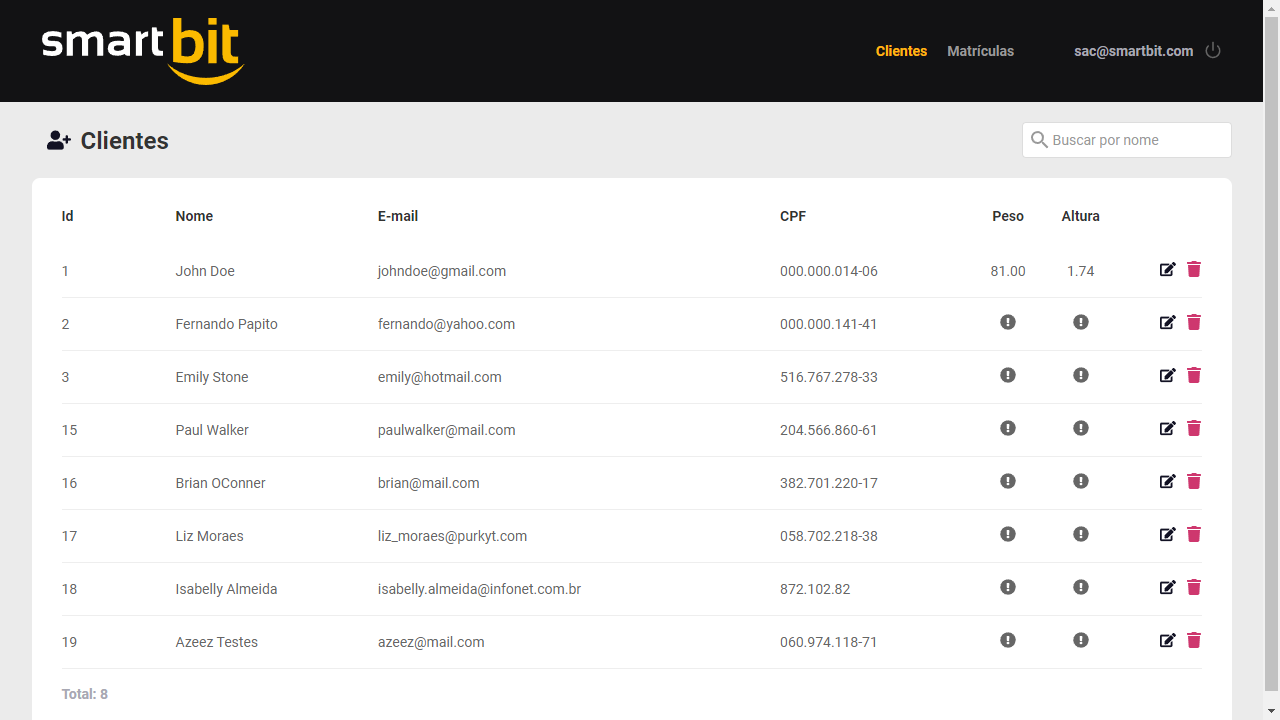 smartbit
Clientes Matrículas sac@smartbit.com
Clientes Buscar por nome
Id Nome E-mail CPF Peso Altura
1 John Doe johndoe@gmail.com 000.000.014-06 81.00 1.74
2 Fernando Papito fernando@yahoo.com 000.000.141-41
3 Emily Stone emily@hotmail.com 516.767.278-33
15 Paul Walker paulwalker@mail.com 204.566.860-61
16 Brian OConner brian@mail.com 382.701.220-17
17 Liz Moraes liz_moraes@purkyt.com 058.702.218-38
18 Isabelly Almeida isabelly.almeida@infonet.com.br 872.102.82
19 Azeez Testes azeez@mail.com 060.974.118-71
Total: 8